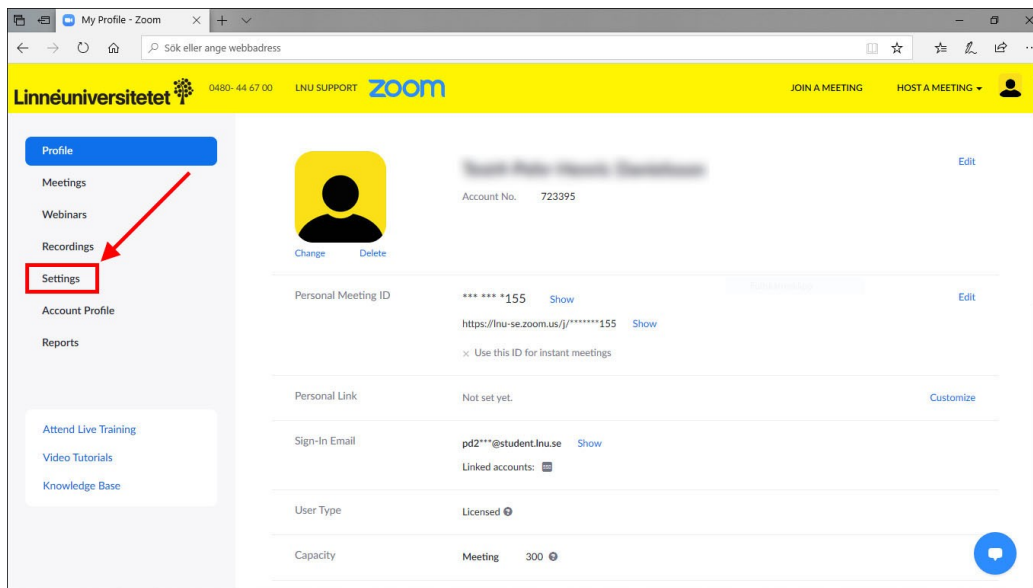 My Profile - Zoom
Sök eller ange webbadress
Linnéuniversitetet
0480- 44 67 00
LNU SUPPORT
zoom
JOIN A MEETING
HOST A MEETING
Profile
Meetings
Webinars
Recordings
Settings
Account Profile
Reports
Attend Live Training
Video Tutorials
Knowledge Base
Edit
Account No. 723395
Change Delete
Personal Meeting ID *** *** *155 Show Edit
https://lnu-se.zoom.us/j/*******155 Show
× Use this ID for instant meetings
Personal Link Not set yet. Customize
Sign-In Email pd2***@student.lnu.se Show
Linked accounts:
User Type Licensed
Capacity Meeting 300